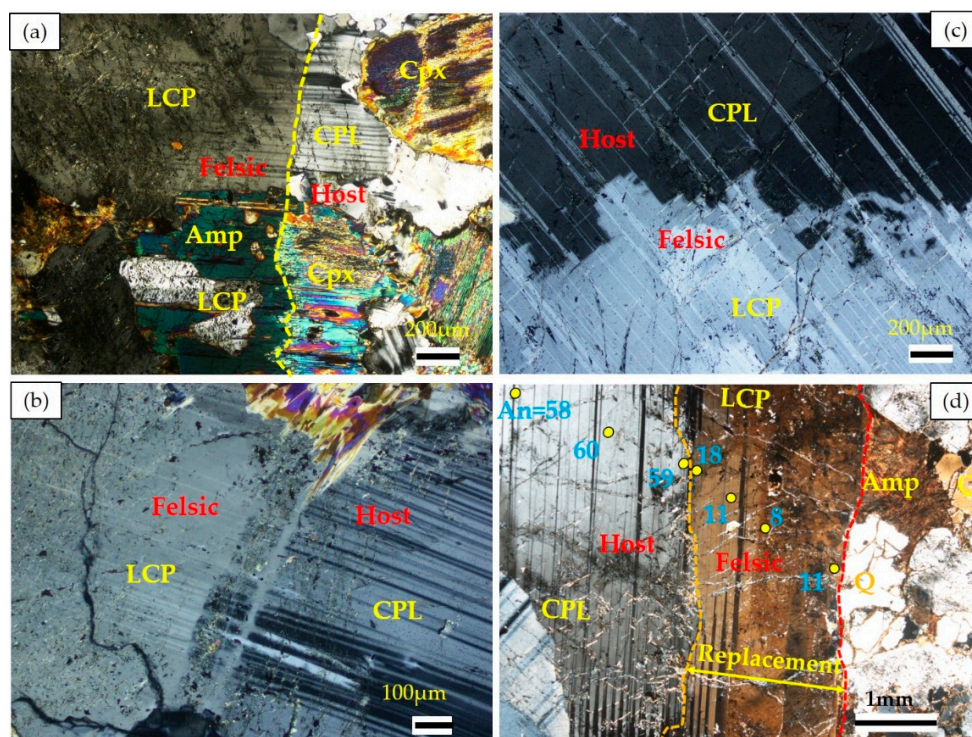 (a)
LCP
Cpx
CPL
Felsic
Host
Amp
Cpx
LCP
200μm
(c)
CPL
Host
Felsic
LCP
200μm
(b)
Felsic
Host
LCP
CPL
100μm
(d)
LCP
An=58
60
18
59
Amp
11
8
Host
Felsic
11
Q
CPL
Replacement
1mm